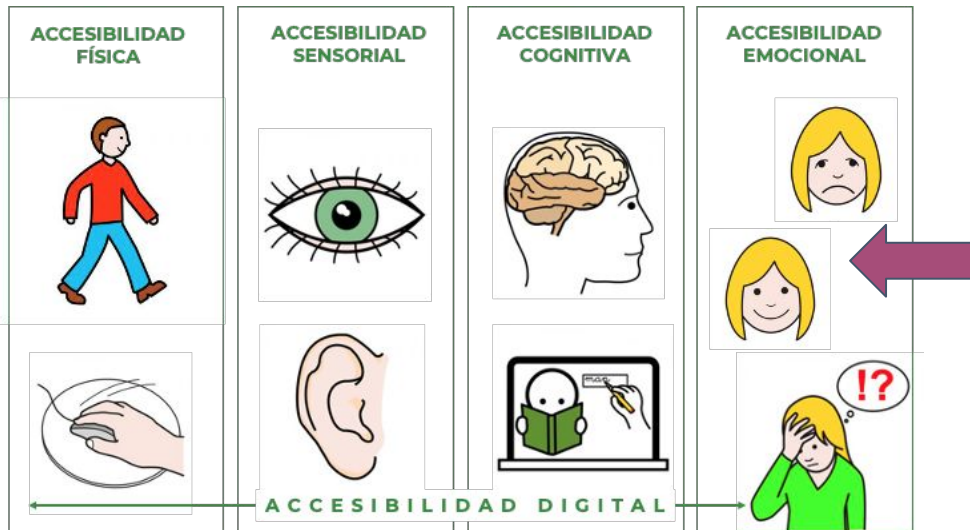 ACCESIBILIDAD
FÍSICA
ACCESIBILIDAD
SENSORIAL
ACCESIBILIDAD
COGNITIVA
ACCESIBILIDAD
EMOCIONAL
!?
ACCESIBILIDAD DIGITAL